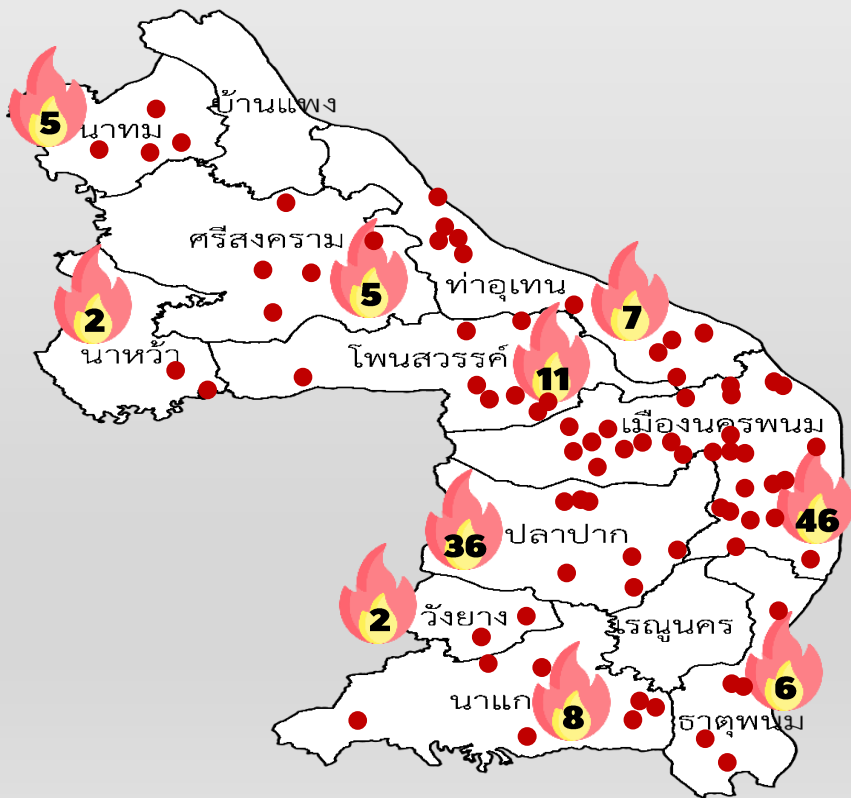 บ้านแพง
5
นาทม
ศรีสงคราม
ท่าอุเทน
5
7
2
นาหว้า
โพนสวรรค์
11
เมืองนครพนม
46
36
ปลาปาก
2
วังยาง
เรณูนคร
6
นาแก
8
ธาตุพนม